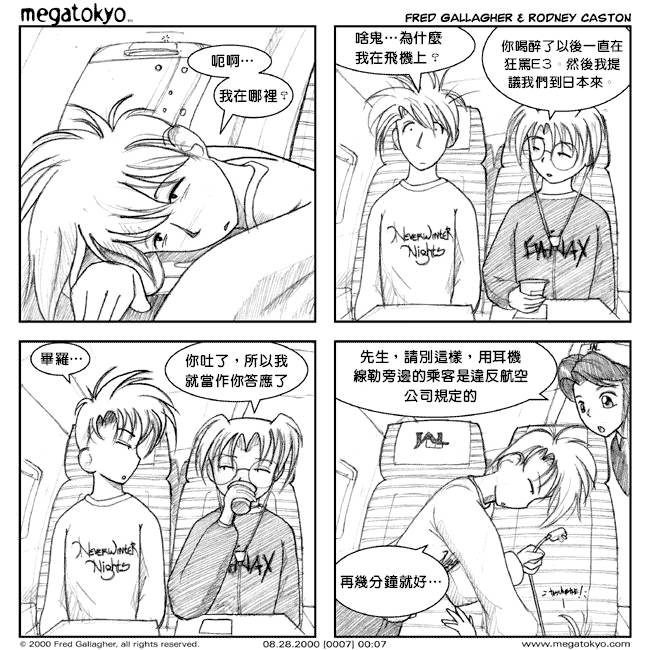 megatokyo
FRED GALLAGHER & RODNEY CASTON
呃啊…
我在哪裡?
啥鬼…為什麼
我在飛機上?
你喝醉了以後一直在
狂罵E3。然後我提
議我們到日本來。
NEVERWINTER
Nights
畢羅…
你吐了,所以我
就當作你答應了
NEVERWINTER
Nights
先生,請別這樣,用耳機
線勒旁邊的乘客是違反航空
公司規定的
JAL
JAL
再幾分鐘就好…
© 2000 Fred Gallagher, all rights reserved.
08.28.2000 [0007] 00:07
www.megatokyo.com